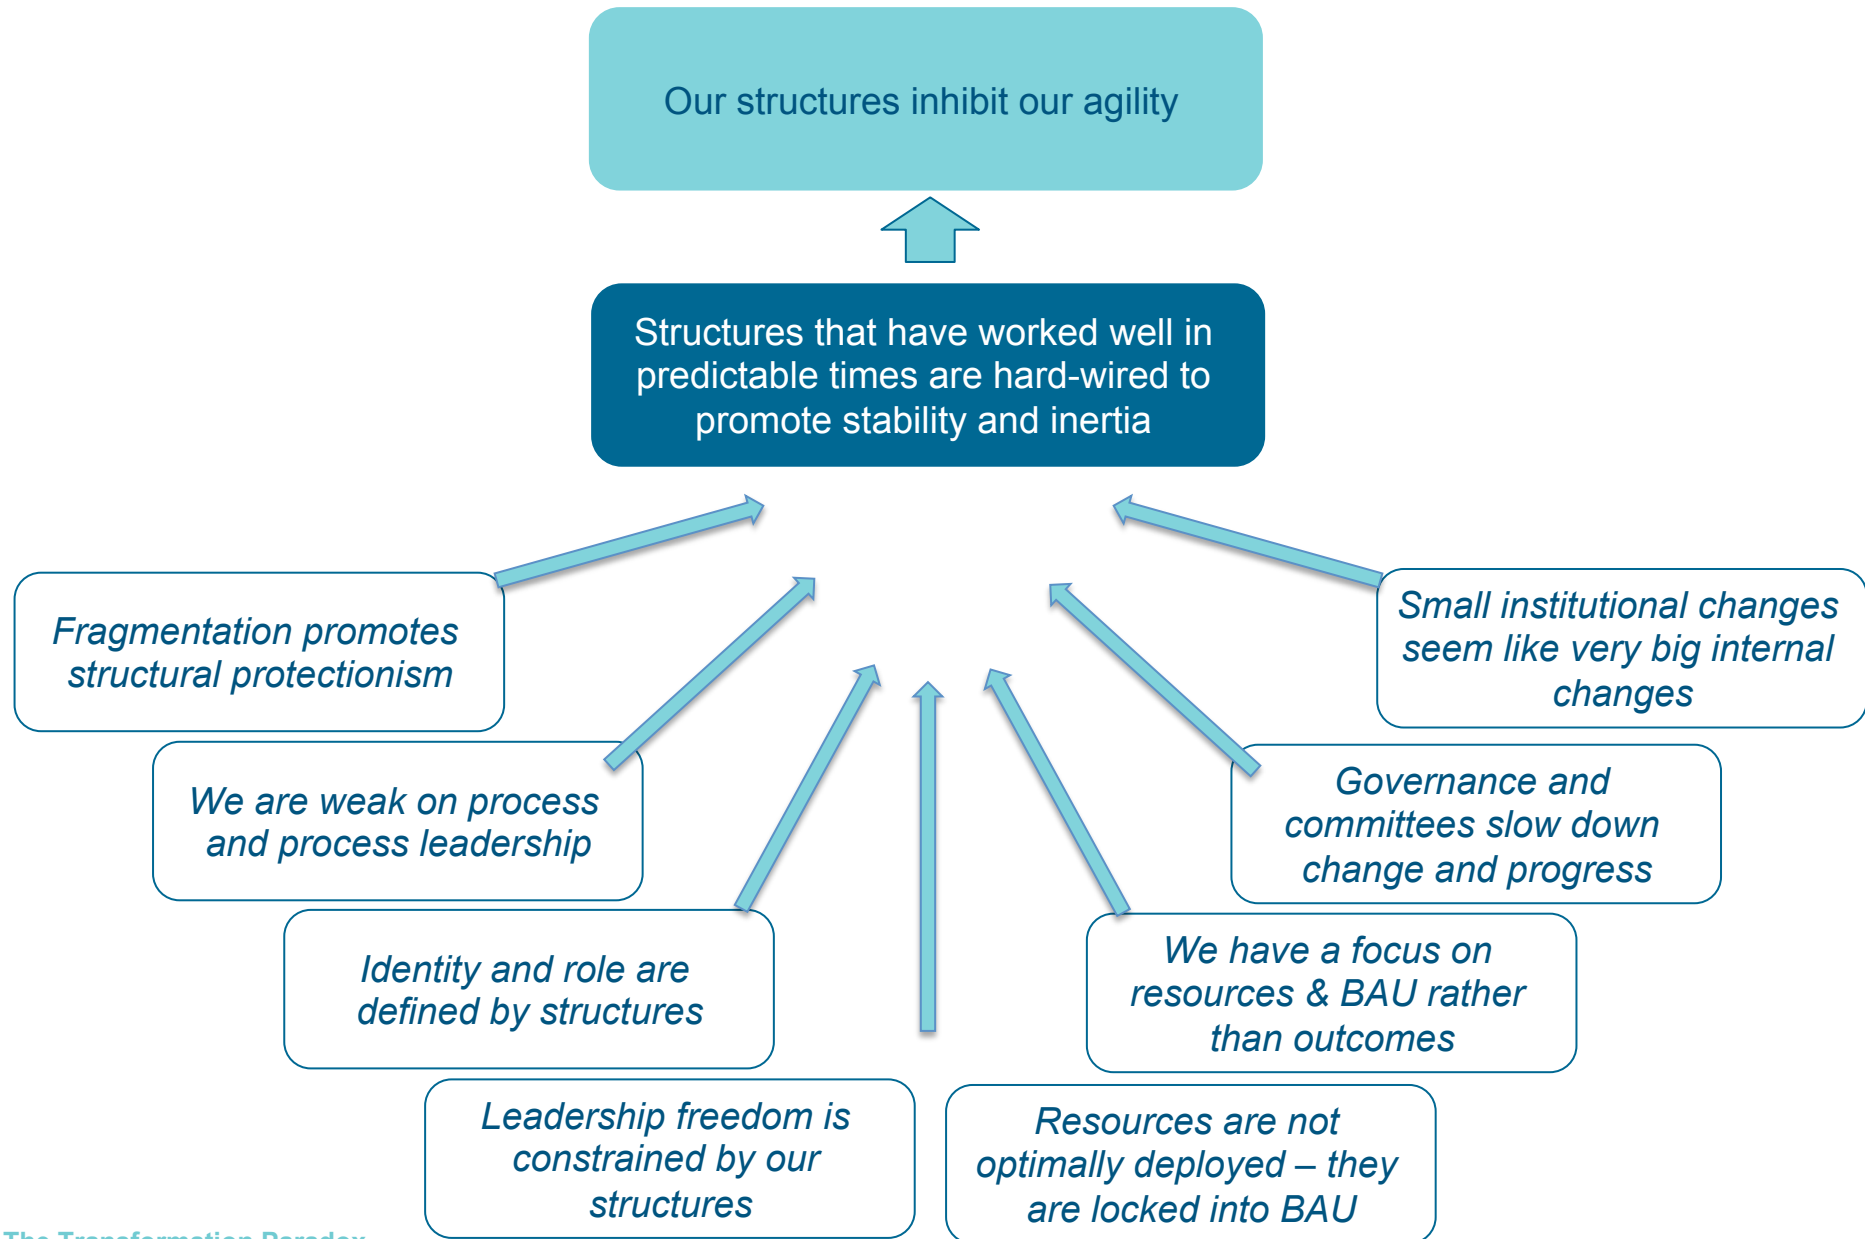 Our structures inhibit our agility
Structures that have worked well in
predictable times are hard-wired to
promote stability and inertia
Fragmentation promotes
structural protectionism
Small institutional changes
seem like very big internal
changes
We are weak on process
and process leadership
Governance and
committees slow down
change and progress
Identity and role are
defined by structures
We have a focus on
resources & BAU rather
than outcomes
Leadership freedom is
constrained by our
structures
Resources are not
optimally deployed – they
are locked into BAU
The Transformation Paradox